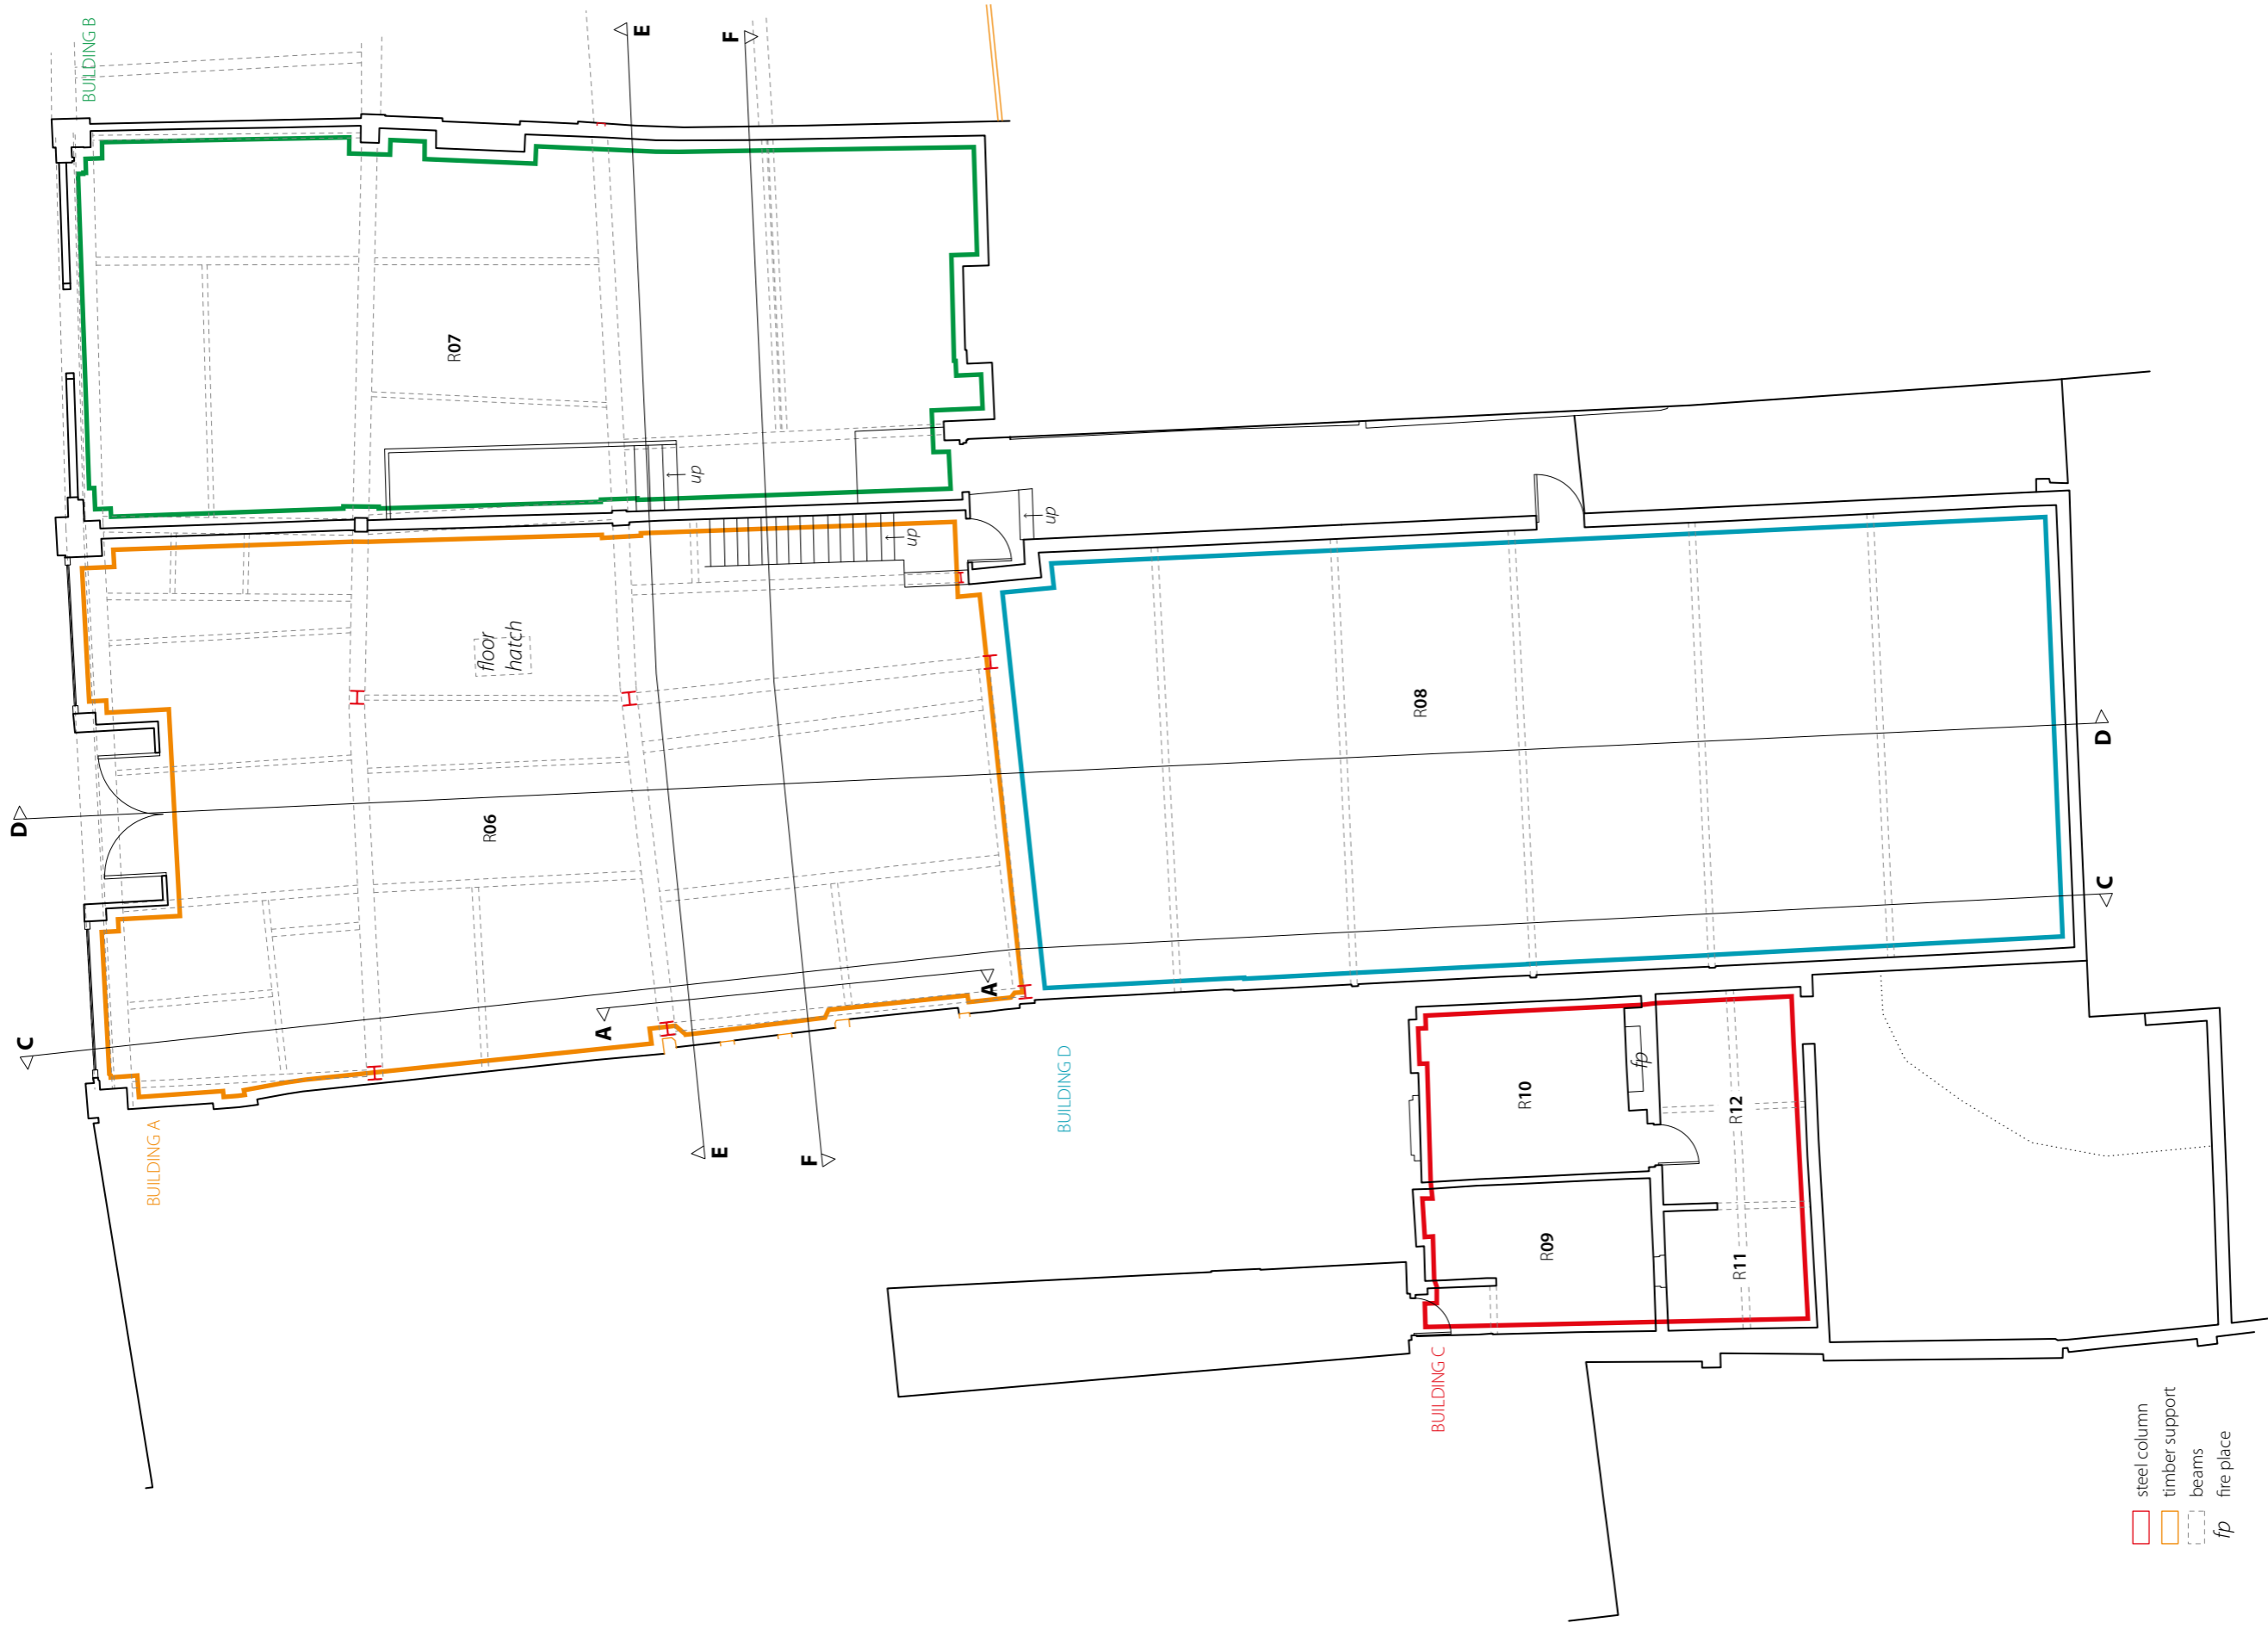 BUILDING B
E
F
R07
up
up
up
floor
hatch
D
R06
R08
D
C
C
A
A
E
F
BUILDING A
BUILDING D
R10
fp
R12
R09
R11
BUILDING C
steel column
timber support
beams
fp fire place